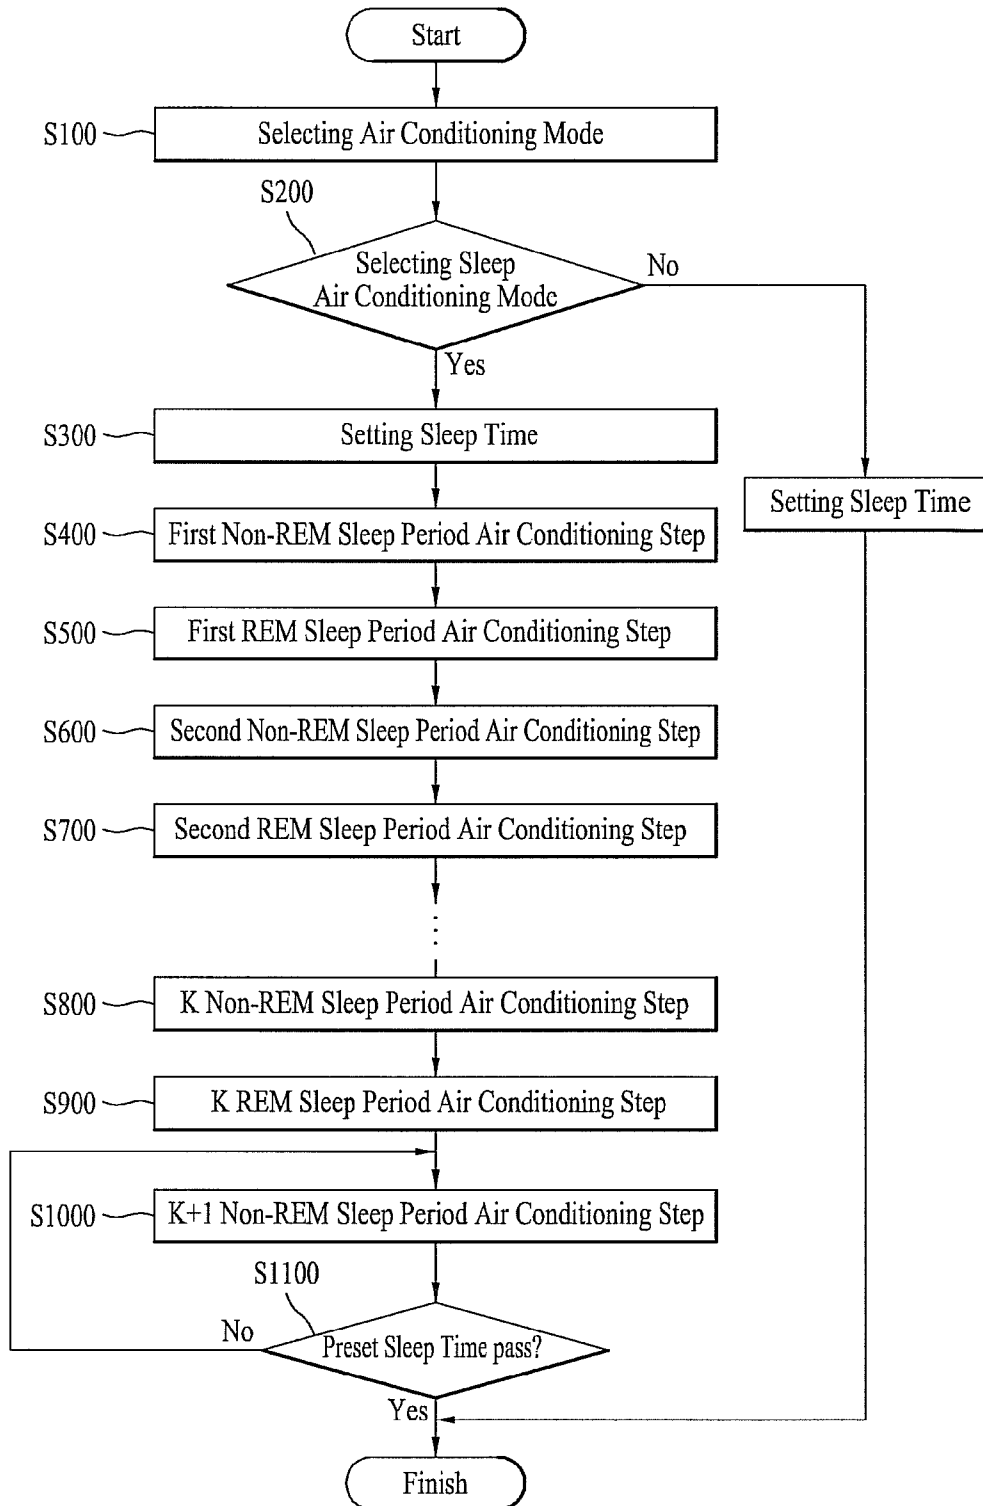 Start
S100
Selecting Air Conditioning Mode
S200
Selecting Sleep
Air Conditioning Mode
No
Yes
S300
Setting Sleep Time
Setting Sleep Time
S400
First Non-REM Sleep Period Air Conditioning Step
S500
First REM Sleep Period Air Conditioning Step
S600
Second Non-REM Sleep Period Air Conditioning Step
S700
Second REM Sleep Period Air Conditioning Step
S800
K Non-REM Sleep Period Air Conditioning Step
S900
K REM Sleep Period Air Conditioning Step
S1000
K+1 Non-REM Sleep Period Air Conditioning Step
S1100
Preset Sleep Time pass?
No
Yes
Finish